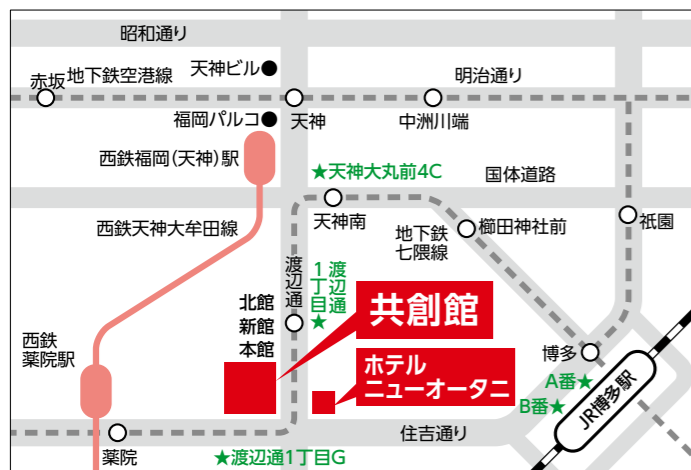 昭和通り
赤坂
地下鉄空港線
天神ビル●
明治通り
福岡パルコ●
天神
中洲川端
西鉄福岡(天神)駅
★天神大丸前4C
国体道路
西鉄天神大牟田線
天神南
地下鉄
七隈線
櫛田神社前
祇園
渡辺通
渡辺通
1丁目
★
北館
新館
本館
共創館
西鉄
薬院駅
ホテル
ニューオータニ
博多
A番★
B番★
JR博多駅
薬院
★渡辺通1丁目G
住吉通り